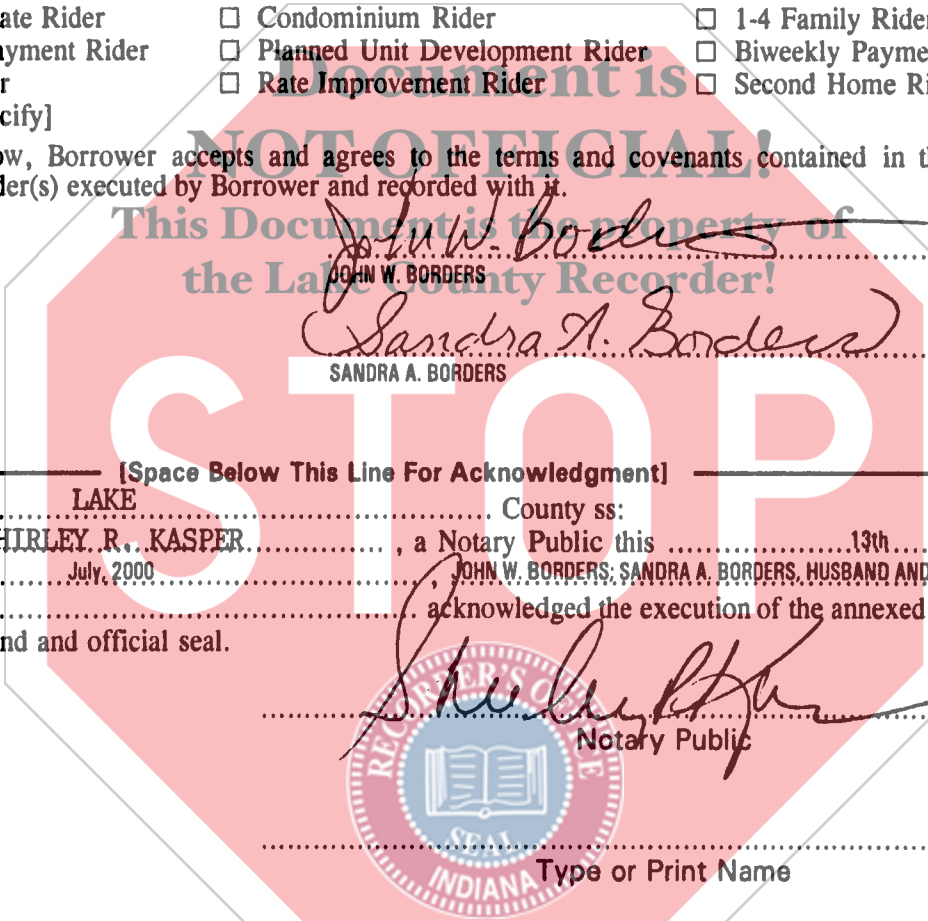 ate Rider ☐ Condominium Rider ☐ 1-4 Family Rider
ayment Rider ☐ Planned Unit Development Rider ☐ Biweekly Payme
r ☐ Rate Improvement Rider ☐ Second Home Ri
cify]
Document is
NOT OFFICIAL!
ow, Borrower accepts and agrees to the terms and covenants contained in th
der(s) executed by Borrower and recorded with it.
This Document is the property of
the Lake County Recorder!
John W. Borders
JOHN W. BORDERS
Sandra A. Borders
SANDRA A. BORDERS
STOP
[Space Below This Line For Acknowledgment]
LAKE County ss:
HIRLEY R. KASPER , a Notary Public this 13th
July, 2000 , JOHN W. BORDERS; SANDRA A. BORDERS, HUSBAND AND
acknowledged the execution of the annexed
nd and official seal.
Shirley R Kasper
Notary Public
RECORDER'S OFFICE
SEAL
INDIANA
Type or Print Name